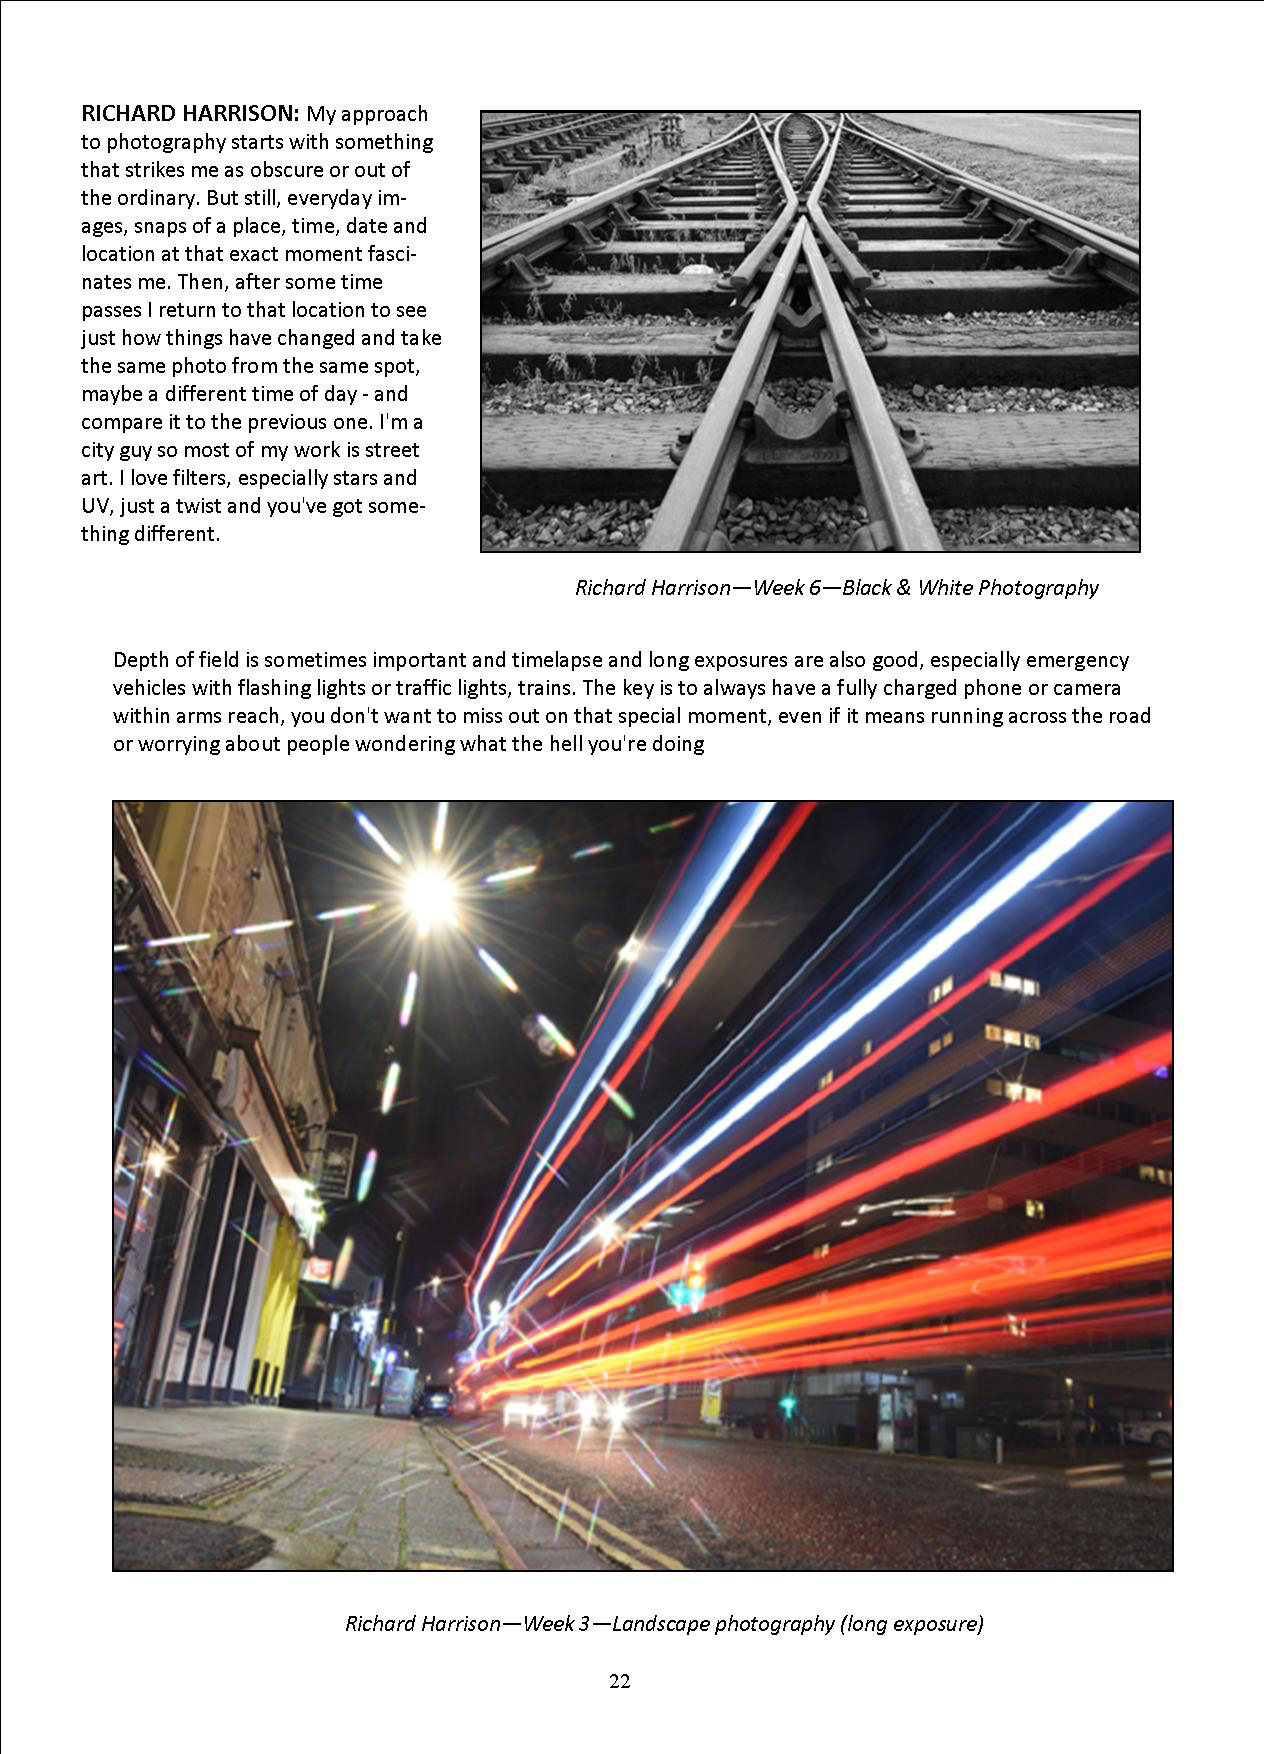 RICHARD HARRISON: My approach
to photography starts with something
that strikes me as obscure or out of
the ordinary. But still, everyday im-
ages, snaps of a place, time, date and
location at that exact moment fasci-
nates me. Then, after some time
passes I return to that location to see
just how things have changed and take
the same photo from the same spot,
maybe a different time of day - and
compare it to the previous one. I'm a
city guy so most of my work is street
art. I love filters, especially stars and
UV, just a twist and you've got some-
thing different.
Richard Harrison—Week 6—Black & White Photography
Depth of field is sometimes important and timelapse and long exposures are also good, especially emergency
vehicles with flashing lights or traffic lights, trains. The key is to always have a fully charged phone or camera
within arms reach, you don't want to miss out on that special moment, even if it means running across the road
or worrying about people wondering what the hell you're doing
Richard Harrison—Week 3—Landscape photography (long exposure)
22